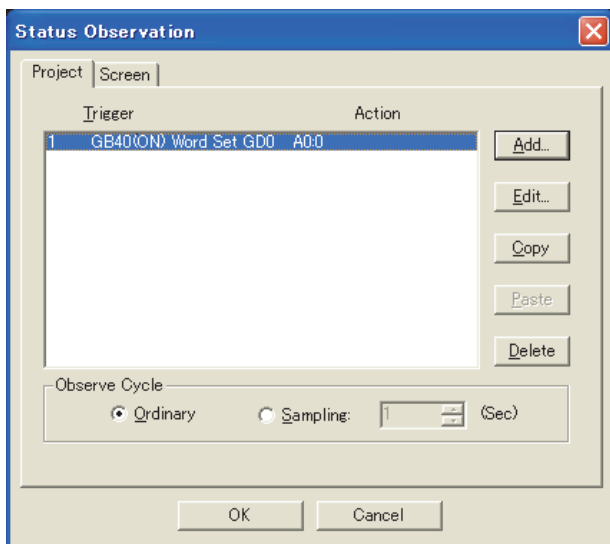 Status Observation
Project Screen
Trigger Action
1 GB40(ON) Word Set GD0 A0:0
Add...
Edit...
Copy
Paste
Delete
Observe Cycle
Ordinary Sampling: 1 (Sec)
OK Cancel